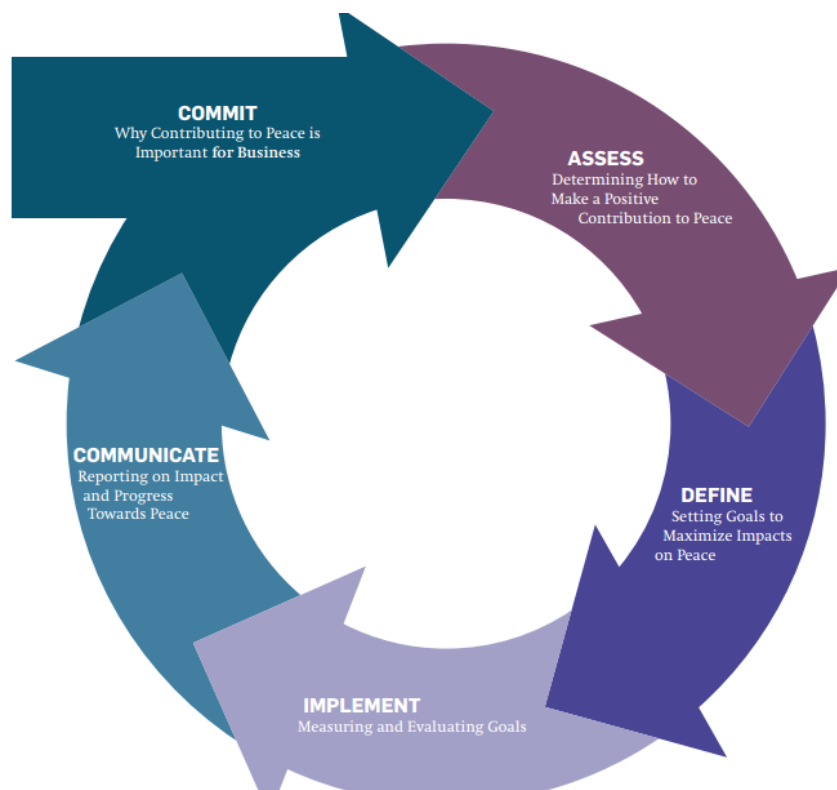 COMMIT
Why Contributing to Peace is
Important for Business
ASSESS
Determining How to
Make a Positive
Contribution to Peace
DEFINE
Setting Goals to
Maximize Impacts
on Peace
IMPLEMENT
Measuring and Evaluating Goals
COMMUNICATE
Reporting on Impact
and Progress
Towards Peace